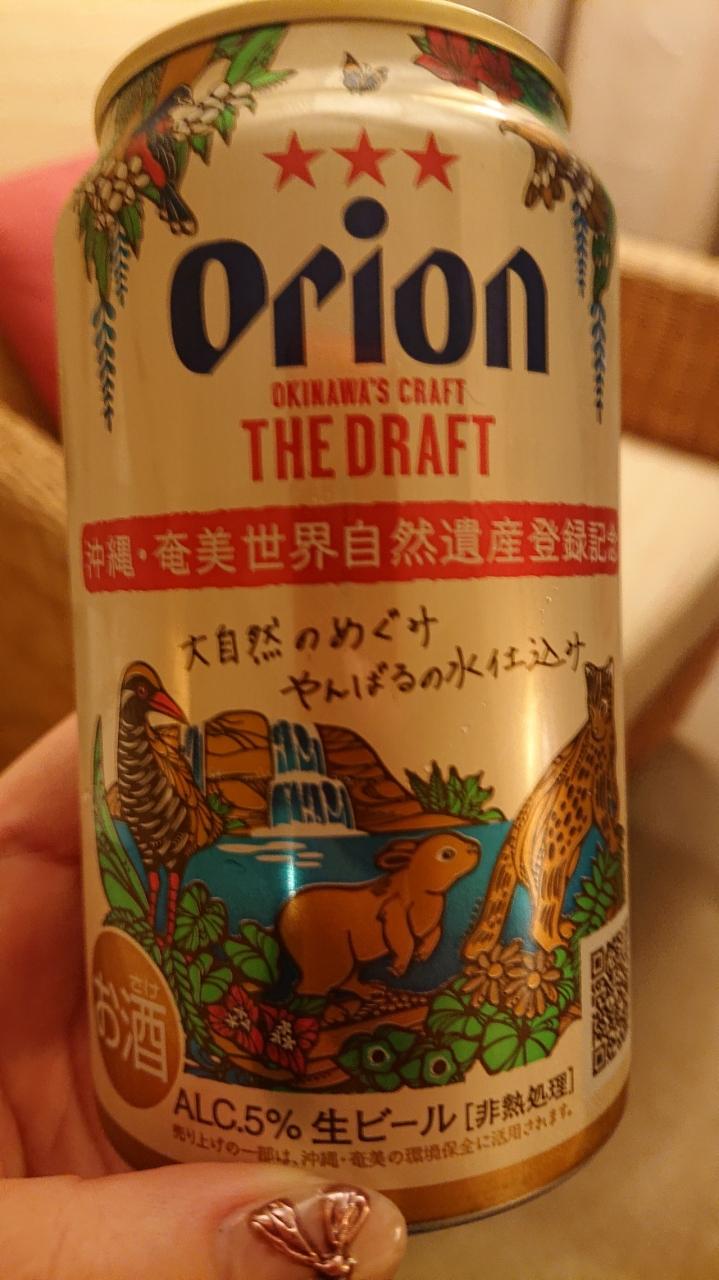 Orion
OKINAWA'S CRAFT
THE DRAFT
沖縄・奄美世界自然遺産登録記念
大自然のめぐみ
やんばるの水仕込み
さけ
お酒
ALC.5% 生ビール [非熱処理]
売り上げの一部は、沖縄・奄美の環境保全に活用されます。